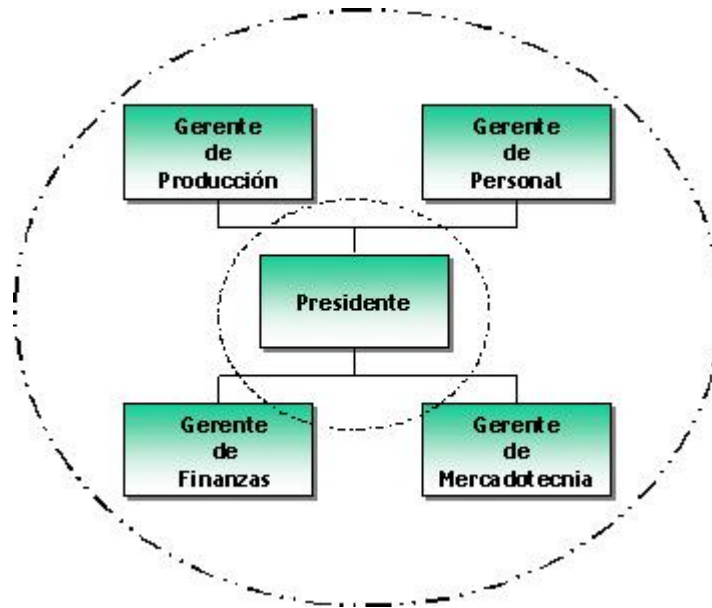 Gerente
de
Producción
Gerente
de
Personal
Presidente
Gerente
de
Finanzas
Gerente
de
Mercadotecnia